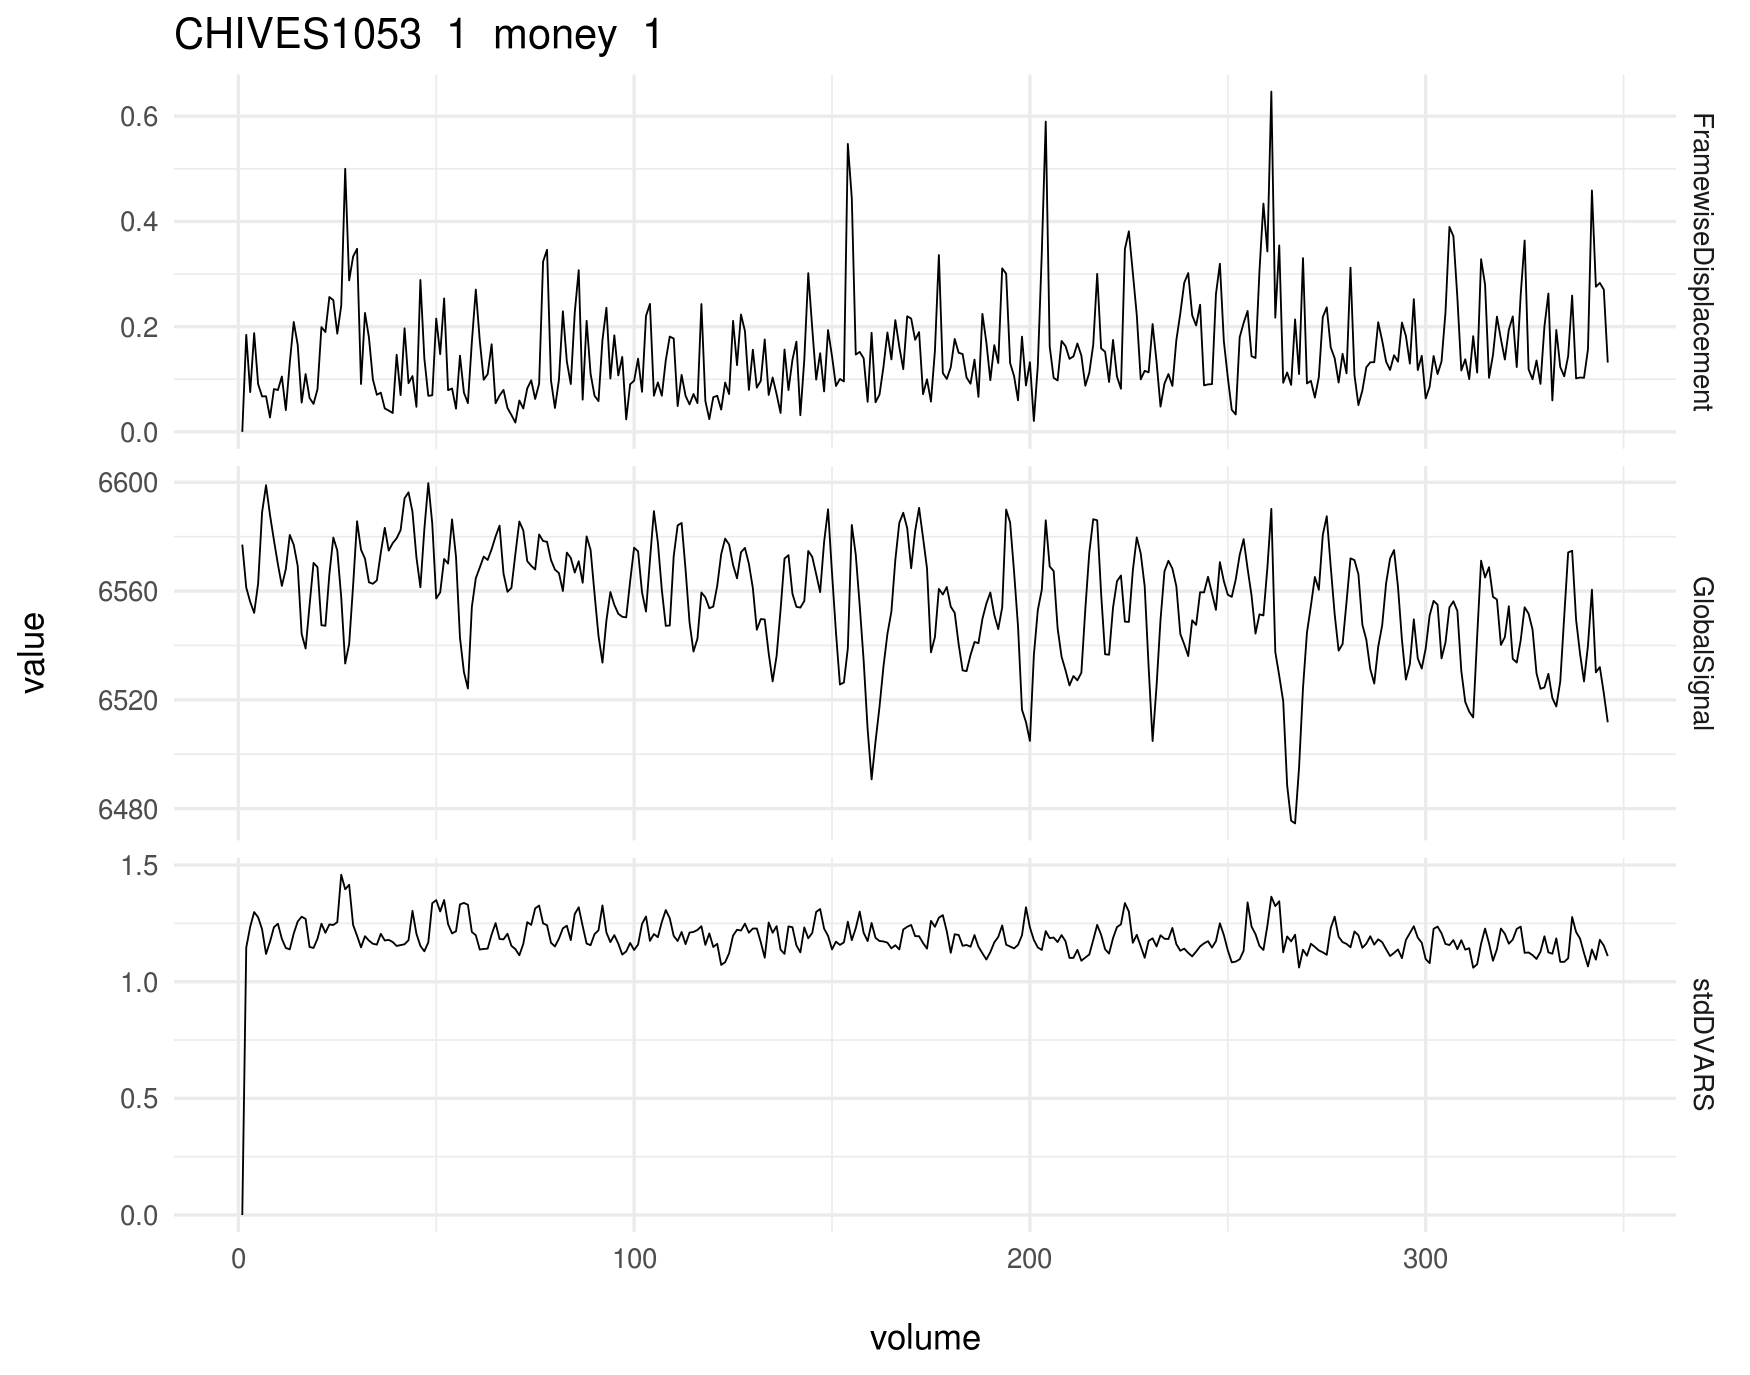 CHIVES1053 1 money 1
0.6
0.4
0.2
0.0
FramewiseDisplacement
6600
6560
6520
6480
GlobalSignal
1.5
1.0
0.5
0.0
stdDVARS
value
0 100 200 300
volume